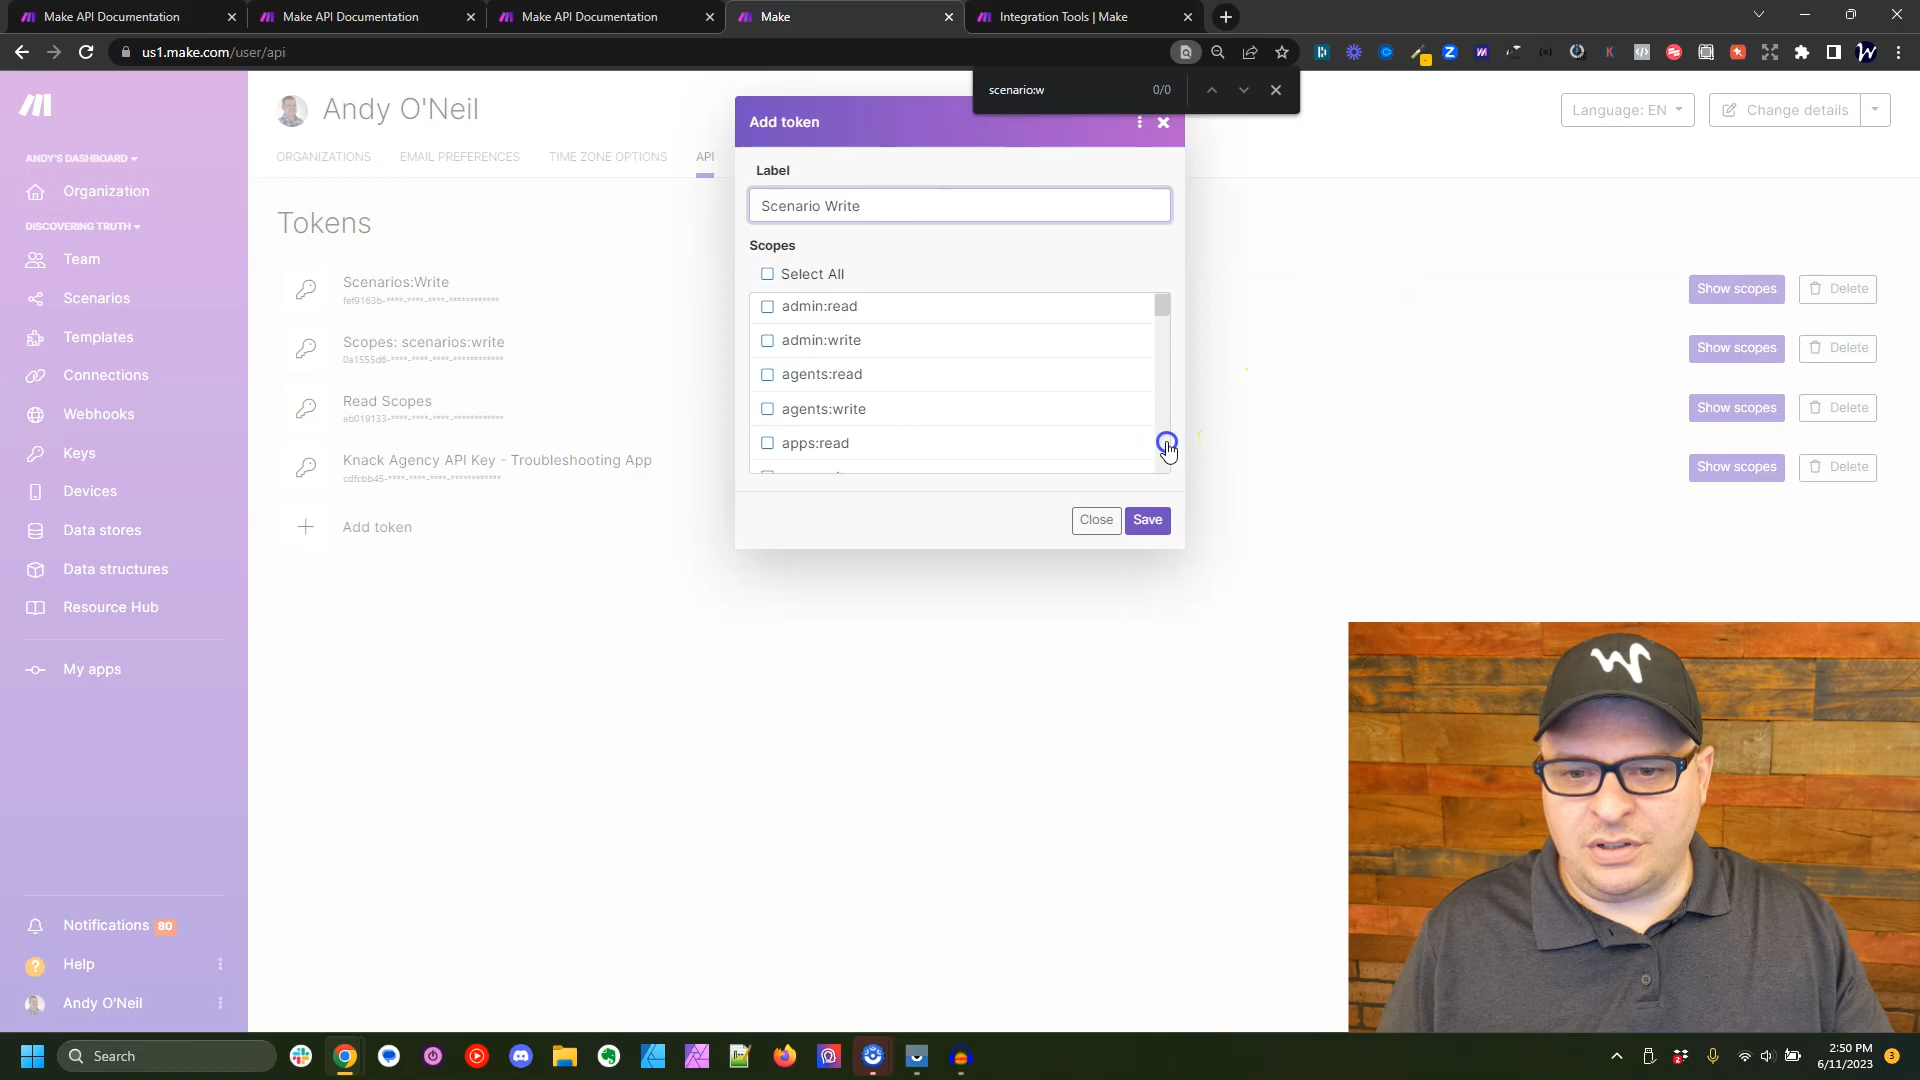 Make API Documentation
Make API Documentation
Make API Documentation
Make
Integration Tools | Make
us1.make.com/user/api
scenario:w
0/0
Andy O'Neil
Language: EN
Change details
ORGANIZATIONS
EMAIL PREFERENCES
TIME ZONE OPTIONS
API
ANDY'S DASHBOARD
Organization
DISCOVERING TRUTH
Team
Scenarios
Templates
Connections
Webhooks
Keys
Devices
Data stores
Data structures
Resource Hub
My apps
Notifications 80
Help
Andy O'Neil
Tokens
Scenarios:Write
fef9163b-****-****-****-************
Show scopes
Delete
Scopes: scenarios:write
0a1555d6-****-****-****-************
Show scopes
Delete
Read Scopes
eb019133-****-****-****-************
Show scopes
Delete
Knack Agency API Key - Troubleshooting App
cdfcbb45-****-****-****-************
Show scopes
Delete
Add token
Add token
Label
Scenario Write
Scopes
Select All
admin:read
admin:write
agents:read
agents:write
apps:read
Close
Save
Search
2:50 PM
6/11/2023
3